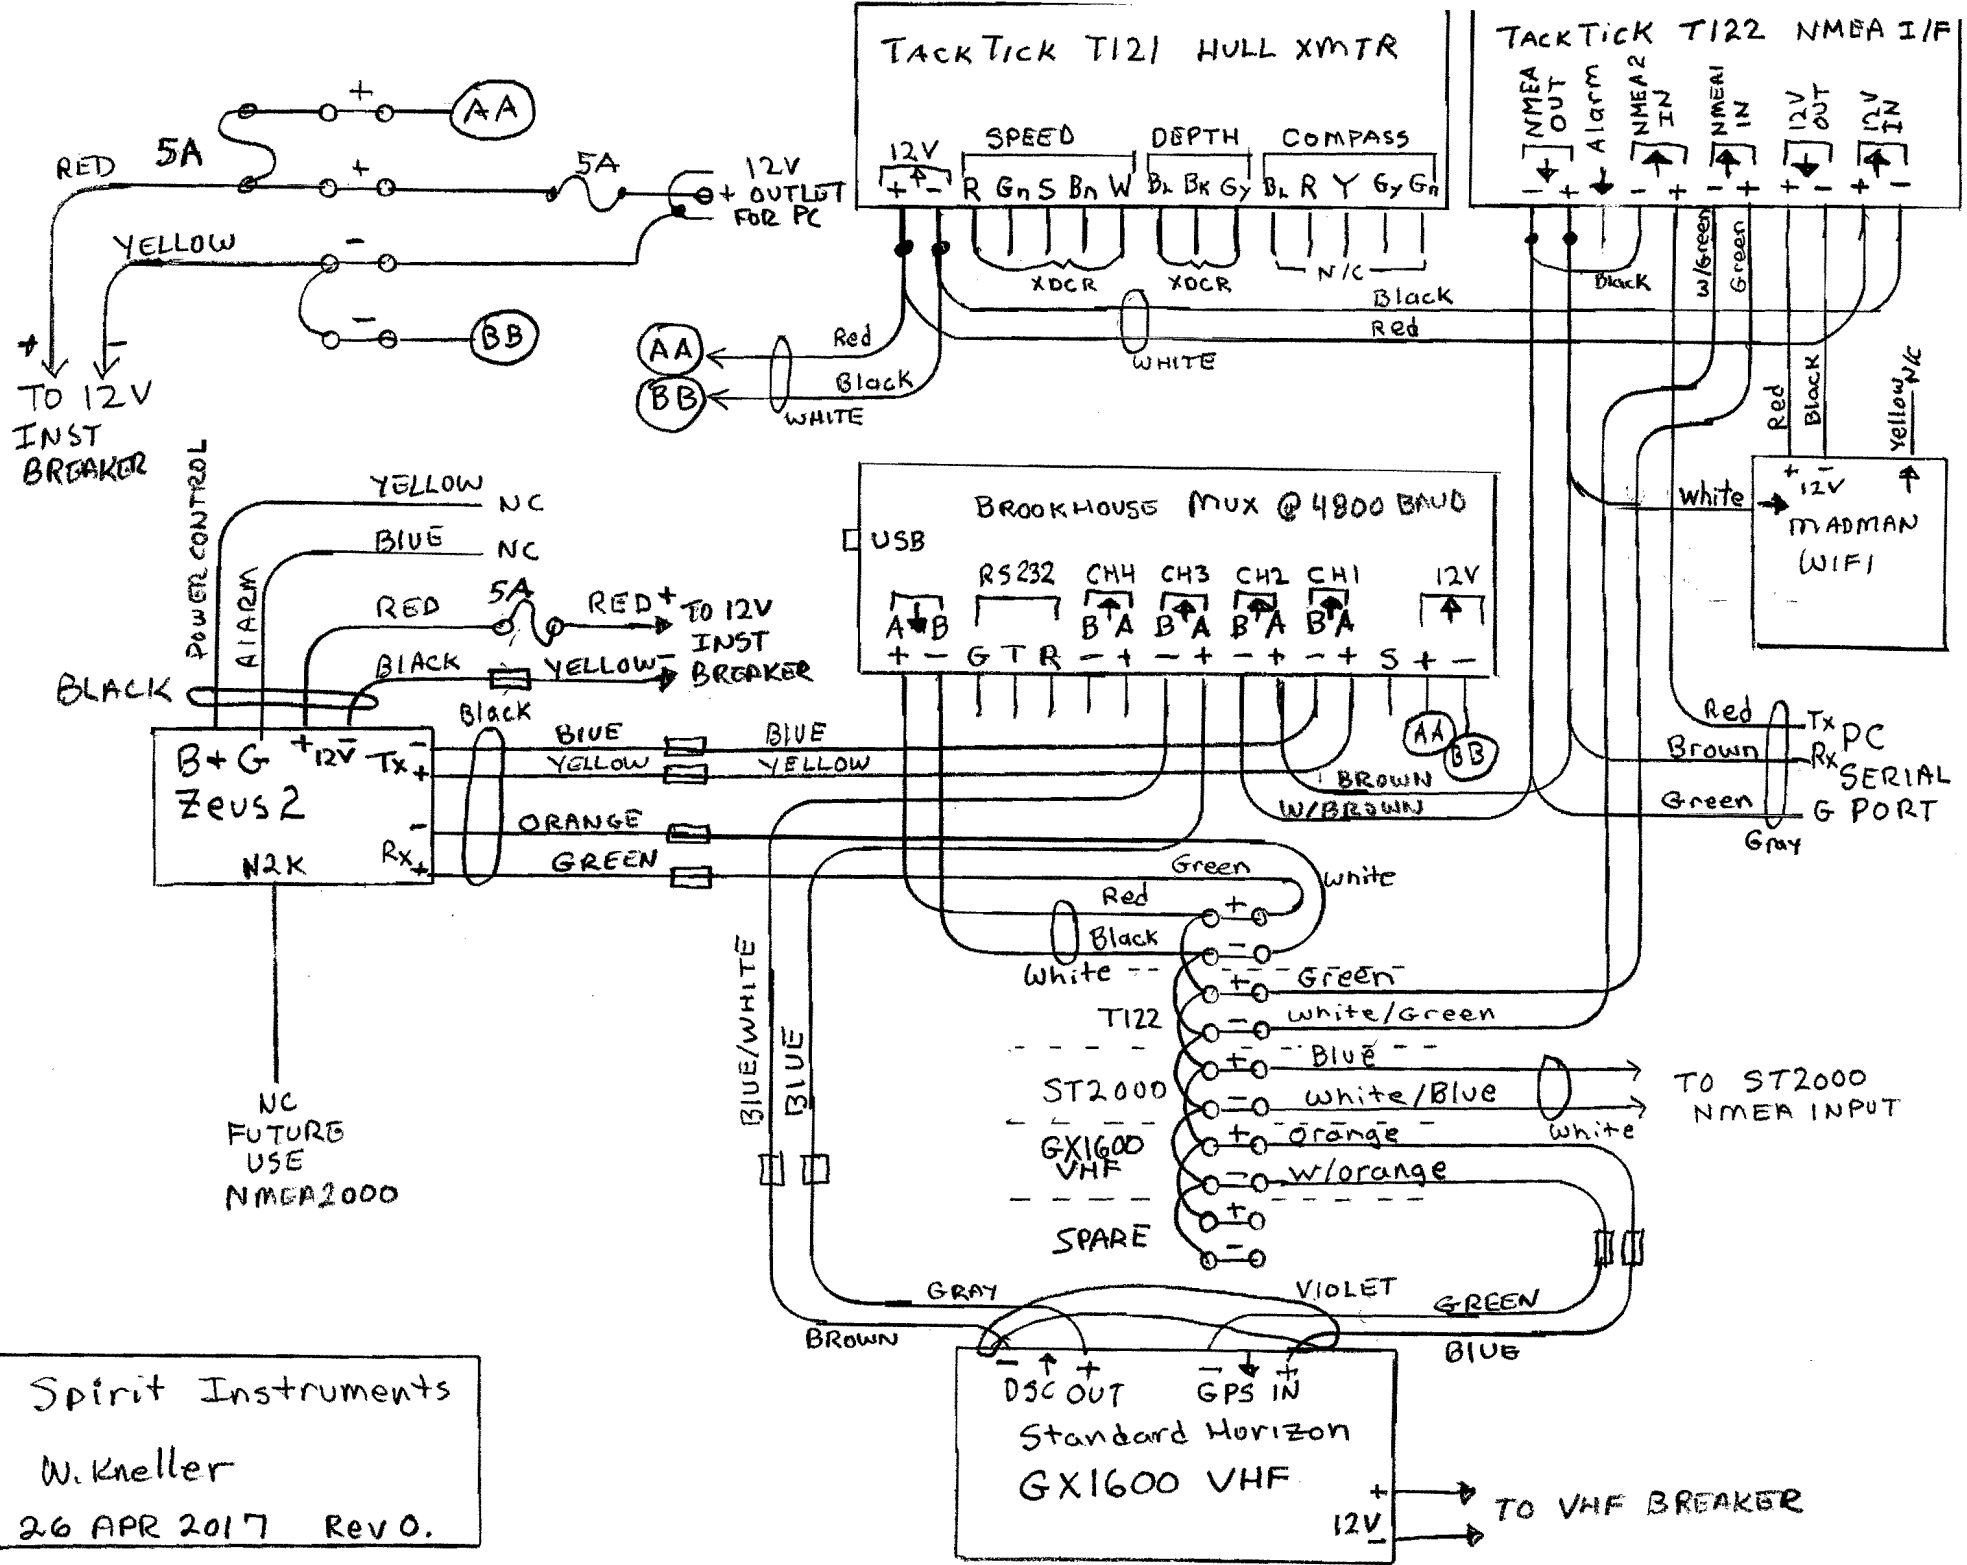 TACKTICK T121 HULL XMTR
12V
+ -
SPEED
R Gn S Bn W
DEPTH
BL BK Gy
COMPASS
BL R Y Gy Gn
XDCR
XDCR
N/C
TACKTICK T122 NMEA I/F
NMEA OUT
Alarm
NMEA2 IN
NMEA1 IN
12V OUT
12V IN
- + - + - + + - + -
Black
W/Green
Green
Black
Red
WHITE
Red
Black
WHITE
AA
BB
+
AA
5A
RED
+
5A
12V
+ OUTLET
FOR PC
YELLOW
-
-
BB
+ -
TO 12V
INST
BREAKER
POWER CONTROL
YELLOW NC
BLUE NC
AlARM
RED 5A RED + TO 12V
INST
BLACK YELLOW - BREAKER
BLACK
Black
B+G
Zeus2
+ 12V -
Tx - +
Rx - +
N2K
BLUE BLUE
YELLOW YELLOW
ORANGE
GREEN
NC
FUTURE
USE
NMEA2000
BROOKHOUSE MUX @ 4800 BAUD
USB
RS232 CH4 CH3 CH2 CH1 12V
A B B A B A B A B A
+ - G T R - + - + - + - + S + -
AA
BB
BROWN
W/BROWN
Red
Black
Yellow N/C
White
+ -
12V
MADMAN
WIFI
Red Tx PC
Brown Rx SERIAL
Green G PORT
Gray
Green
White
Red +
Black -
White
+ Green
T122
- White/Green
+ Blue
ST2000
- White/Blue
TO ST2000
NMEA INPUT
White
+ Orange
GX1600
VHF
- W/orange
+
SPARE
-
BLUE/WHITE
BLUE
GRAY
BROWN
VIOLET
GREEN
BLUE
- +
DSC OUT
- +
GPS IN
Standard Horizon
GX1600 VHF
+
12V
-
TO VHF BREAKER
Spirit Instruments
W. Kneller
26 APR 2017 Rev 0.